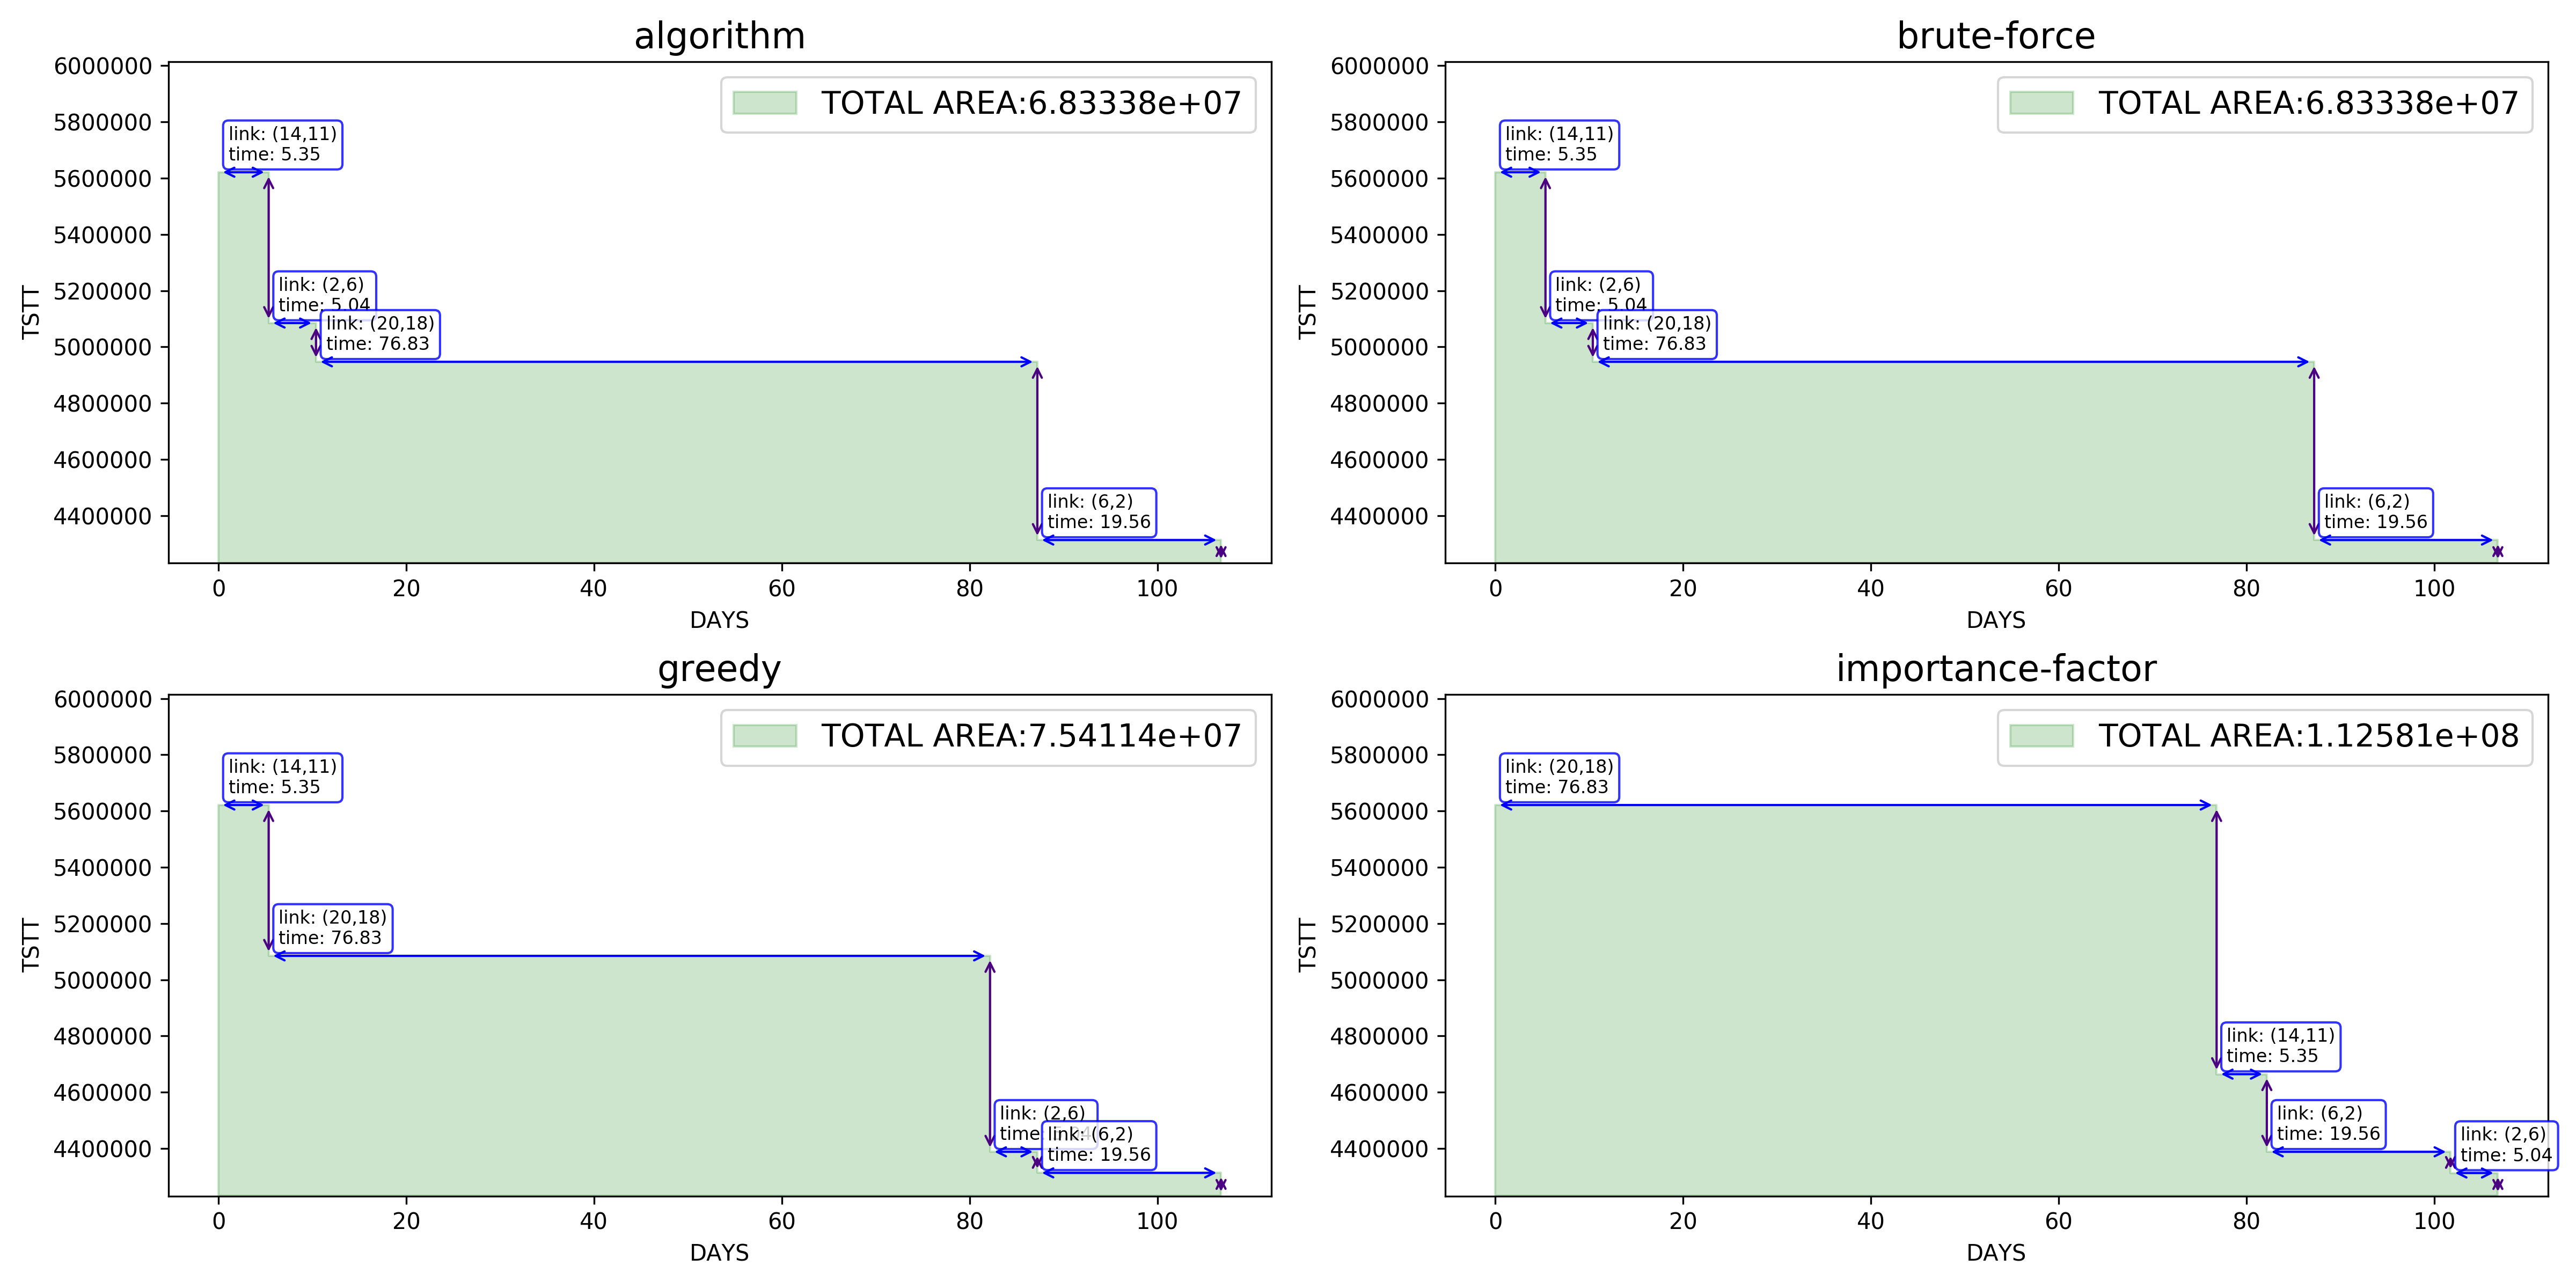 algorithm
TOTAL AREA:6.83338e+07
6000000
5800000
5600000
5400000
5200000
5000000
4800000
4600000
4400000
TSTT
link: (14,11)
time: 5.35
link: (2,6)
time: 5.04
link: (20,18)
time: 76.83
link: (6,2)
time: 19.56
0 20 40 60 80 100
DAYS
brute-force
TOTAL AREA:6.83338e+07
6000000
5800000
5600000
5400000
5200000
5000000
4800000
4600000
4400000
TSTT
link: (14,11)
time: 5.35
link: (2,6)
time: 5.04
link: (20,18)
time: 76.83
link: (6,2)
time: 19.56
0 20 40 60 80 100
DAYS
greedy
TOTAL AREA:7.54114e+07
6000000
5800000
5600000
5400000
5200000
5000000
4800000
4600000
4400000
TSTT
link: (14,11)
time: 5.35
link: (20,18)
time: 76.83
link: (2,6)
time:
link: (6,2)
time: 19.56
0 20 40 60 80 100
DAYS
importance-factor
TOTAL AREA:1.12581e+08
6000000
5800000
5600000
5400000
5200000
5000000
4800000
4600000
4400000
TSTT
link: (20,18)
time: 76.83
link: (14,11)
time: 5.35
link: (6,2)
time: 19.56
link: (2,6)
time: 5.04
0 20 40 60 80 100
DAYS